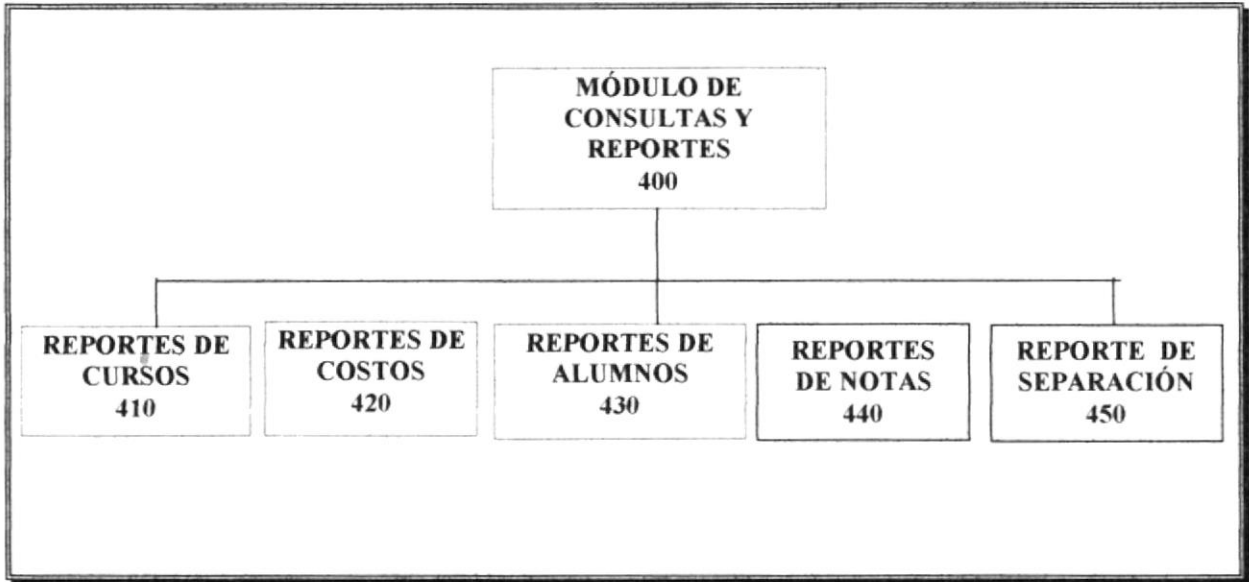 MÓDULO DE
CONSULTAS Y
REPORTES
400
REPORTES DE
CURSOS
410
REPORTES DE
COSTOS
420
REPORTES DE
ALUMNOS
430
REPORTES
DE NOTAS
440
REPORTE DE
SEPARACIÓN
450